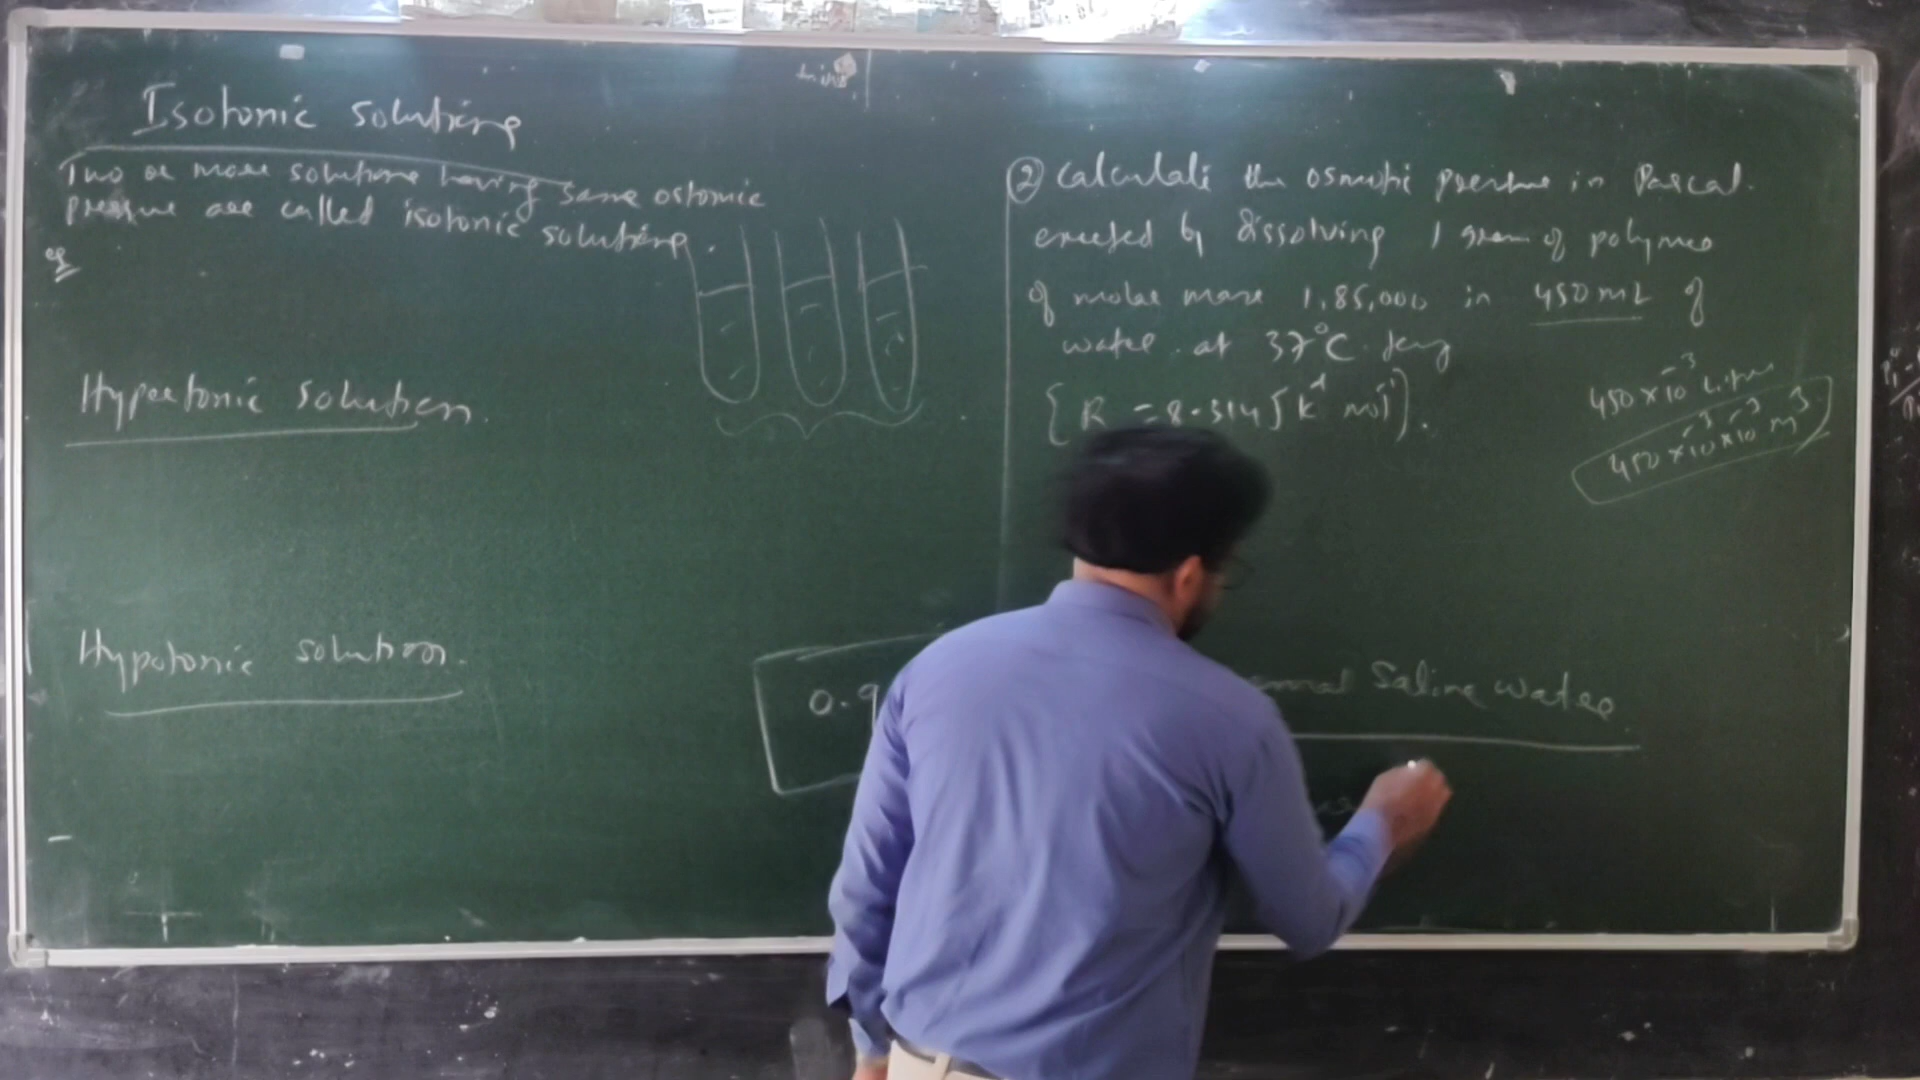 Isotonic solutions
Two or more solutions having same ostomic
pressure are called isotonic solutions.
eg
Hypertonic solution.
Hypotonic solution.
② Calculate the osmotic pressure in Pascal.
exerted by dissolving 1 gram of polymer
of molar mass 1,85,000 in 450 mL of
water at 37°C
{R = 8.314 J K⁻¹ mol⁻¹}.
450 × 10⁻³ Litre
450 × 10⁻³ × 10⁻³ m³
0.9
Saline Water